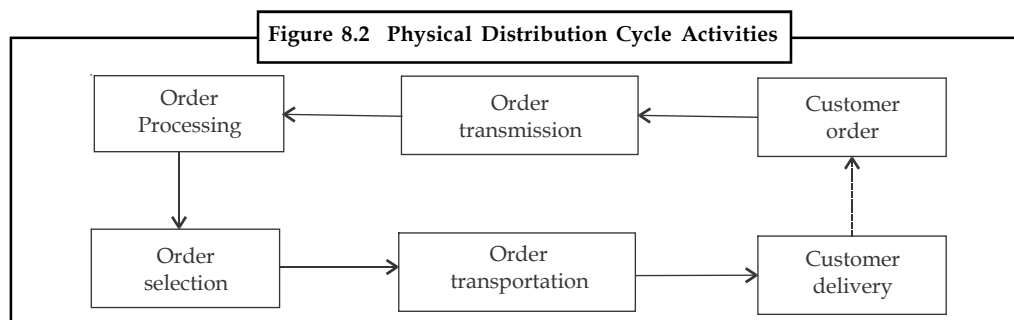 Figure 8.2 Physical Distribution Cycle Activities
Order
Processing
Order
transmission
Customer
order
Order
selection
Order
transportation
Customer
delivery